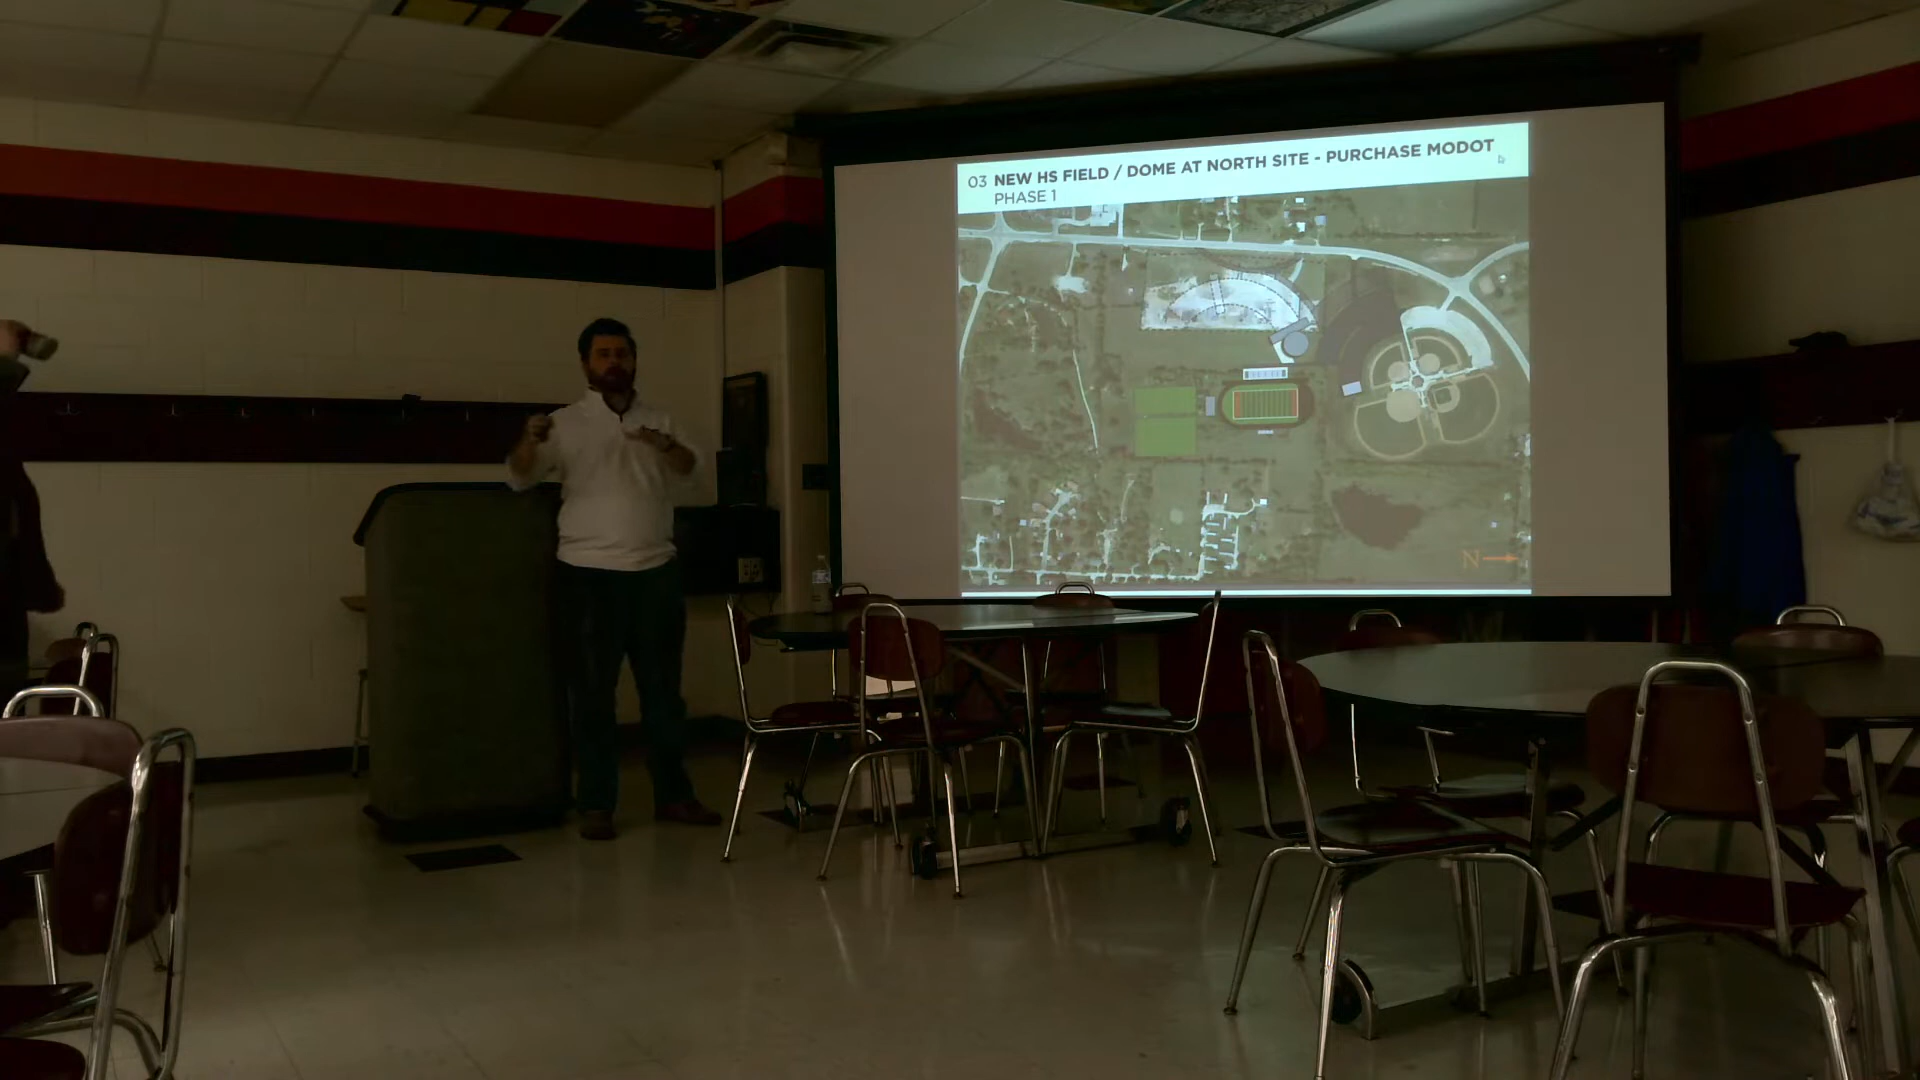 03 NEW HS FIELD / DOME AT NORTH SITE - PURCHASE MODOT
PHASE 1
N